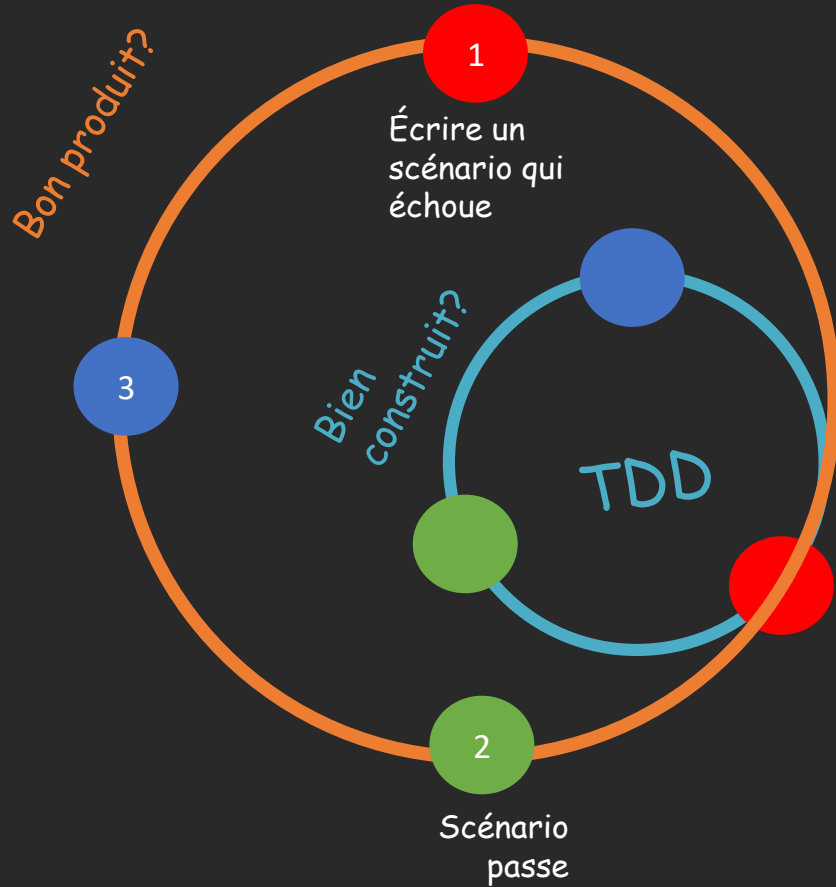 Bon produit?
1
Écrire un
scénario qui
échoue
Bien
construit?
3
TDD
2
Scénario
passe